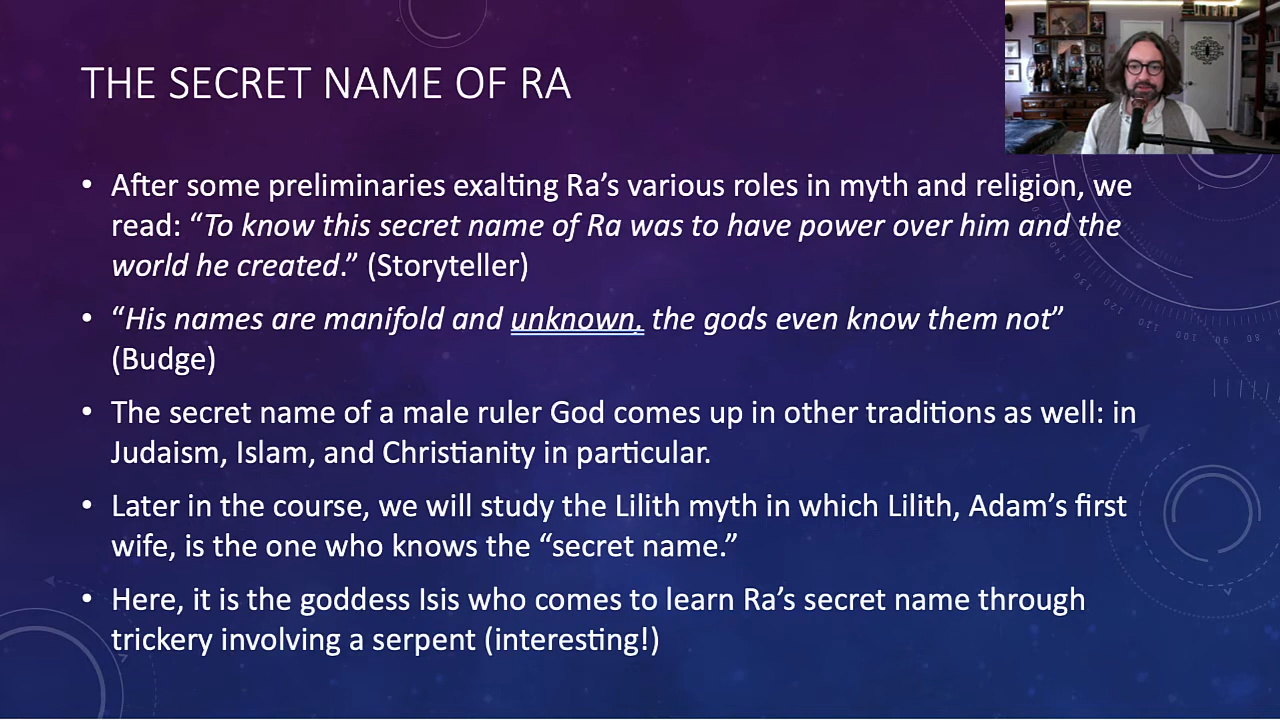 THE SECRET NAME OF RA
• After some preliminaries exalting Ra’s various roles in myth and religion, we
read: “To know this secret name of Ra was to have power over him and the
world he created.” (Storyteller)
• “His names are manifold and unknown, the gods even know them not”
(Budge)
• The secret name of a male ruler God comes up in other traditions as well: in
Judaism, Islam, and Christianity in particular.
• Later in the course, we will study the Lilith myth in which Lilith, Adam’s first
wife, is the one who knows the “secret name.”
• Here, it is the goddess Isis who comes to learn Ra’s secret name through
trickery involving a serpent (interesting!)